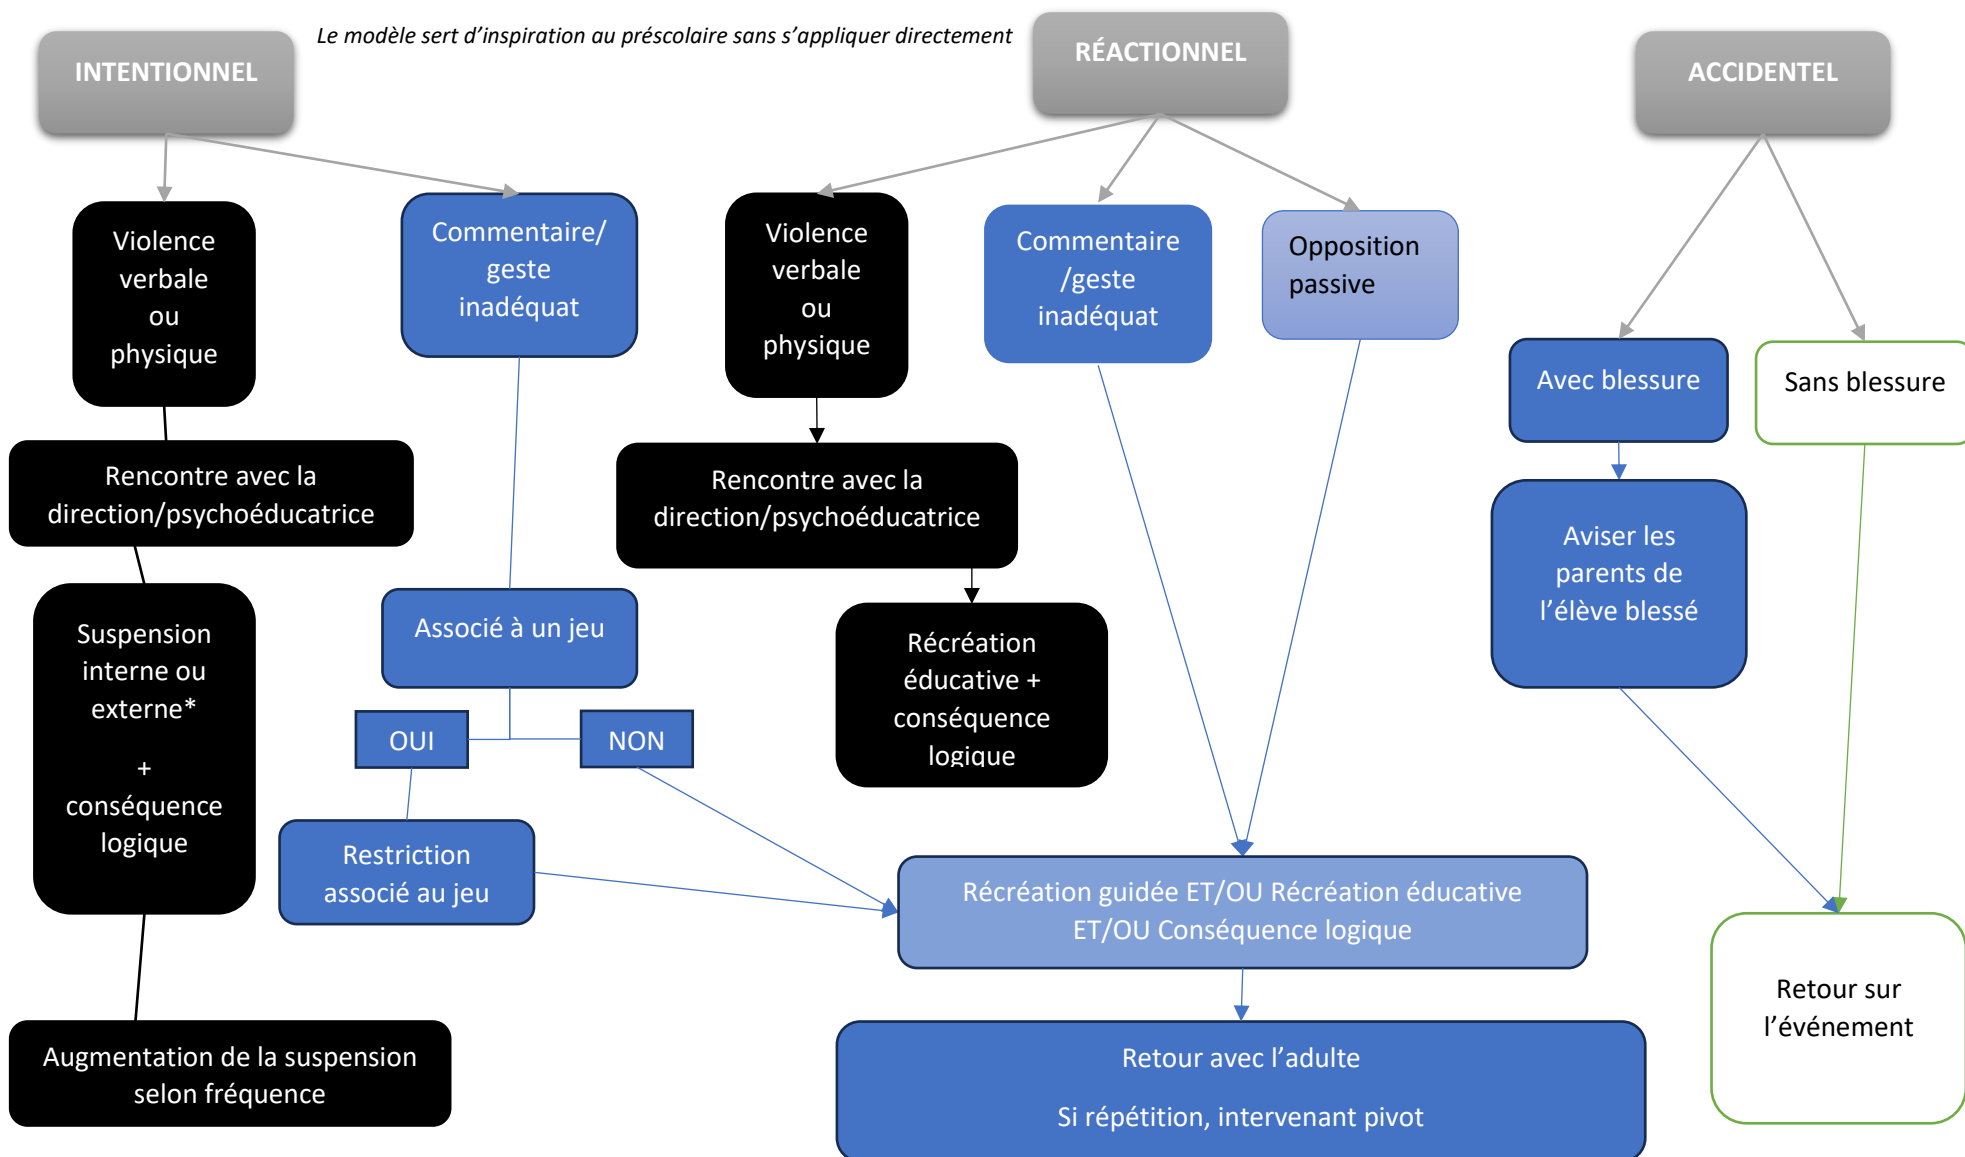 Le modèle sert d’inspiration au préscolaire sans s’appliquer directement
INTENTIONNEL
RÉACTIONNEL
ACCIDENTEL
Violence
verbale
ou
physique
Commentaire/
geste
inadéquat
Violence
verbale
ou
physique
Commentaire
/geste
inadéquat
Opposition
passive
Avec blessure
Sans blessure
Rencontre avec la
direction/psychoéducatrice
Rencontre avec la
direction/psychoéducatrice
Aviser les
parents de
l’élève blessé
Suspension
interne ou
externe*
+
conséquence
logique
Associé à un jeu
Récréation
éducative +
conséquence
logique
OUI
NON
Restriction
associé au jeu
Récréation guidée ET/OU Récréation éducative
ET/OU Conséquence logique
Retour sur
l’événement
Augmentation de la suspension
selon fréquence
Retour avec l’adulte
Si répétition, intervenant pivot